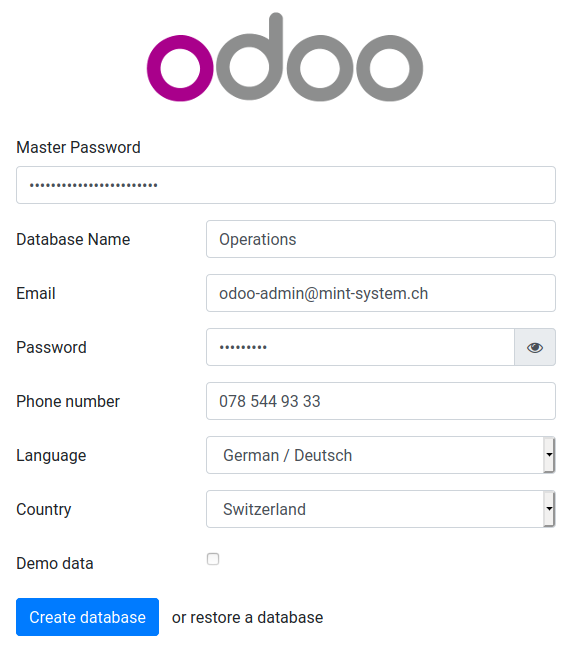 odoo
Master Password
••••••••••••••••••••••••
Database Name Operations
Email odoo-admin@mint-system.ch
Password •••••••••
Phone number 078 544 93 33
Language German / Deutsch
Country Switzerland
Demo data
Create database or restore a database